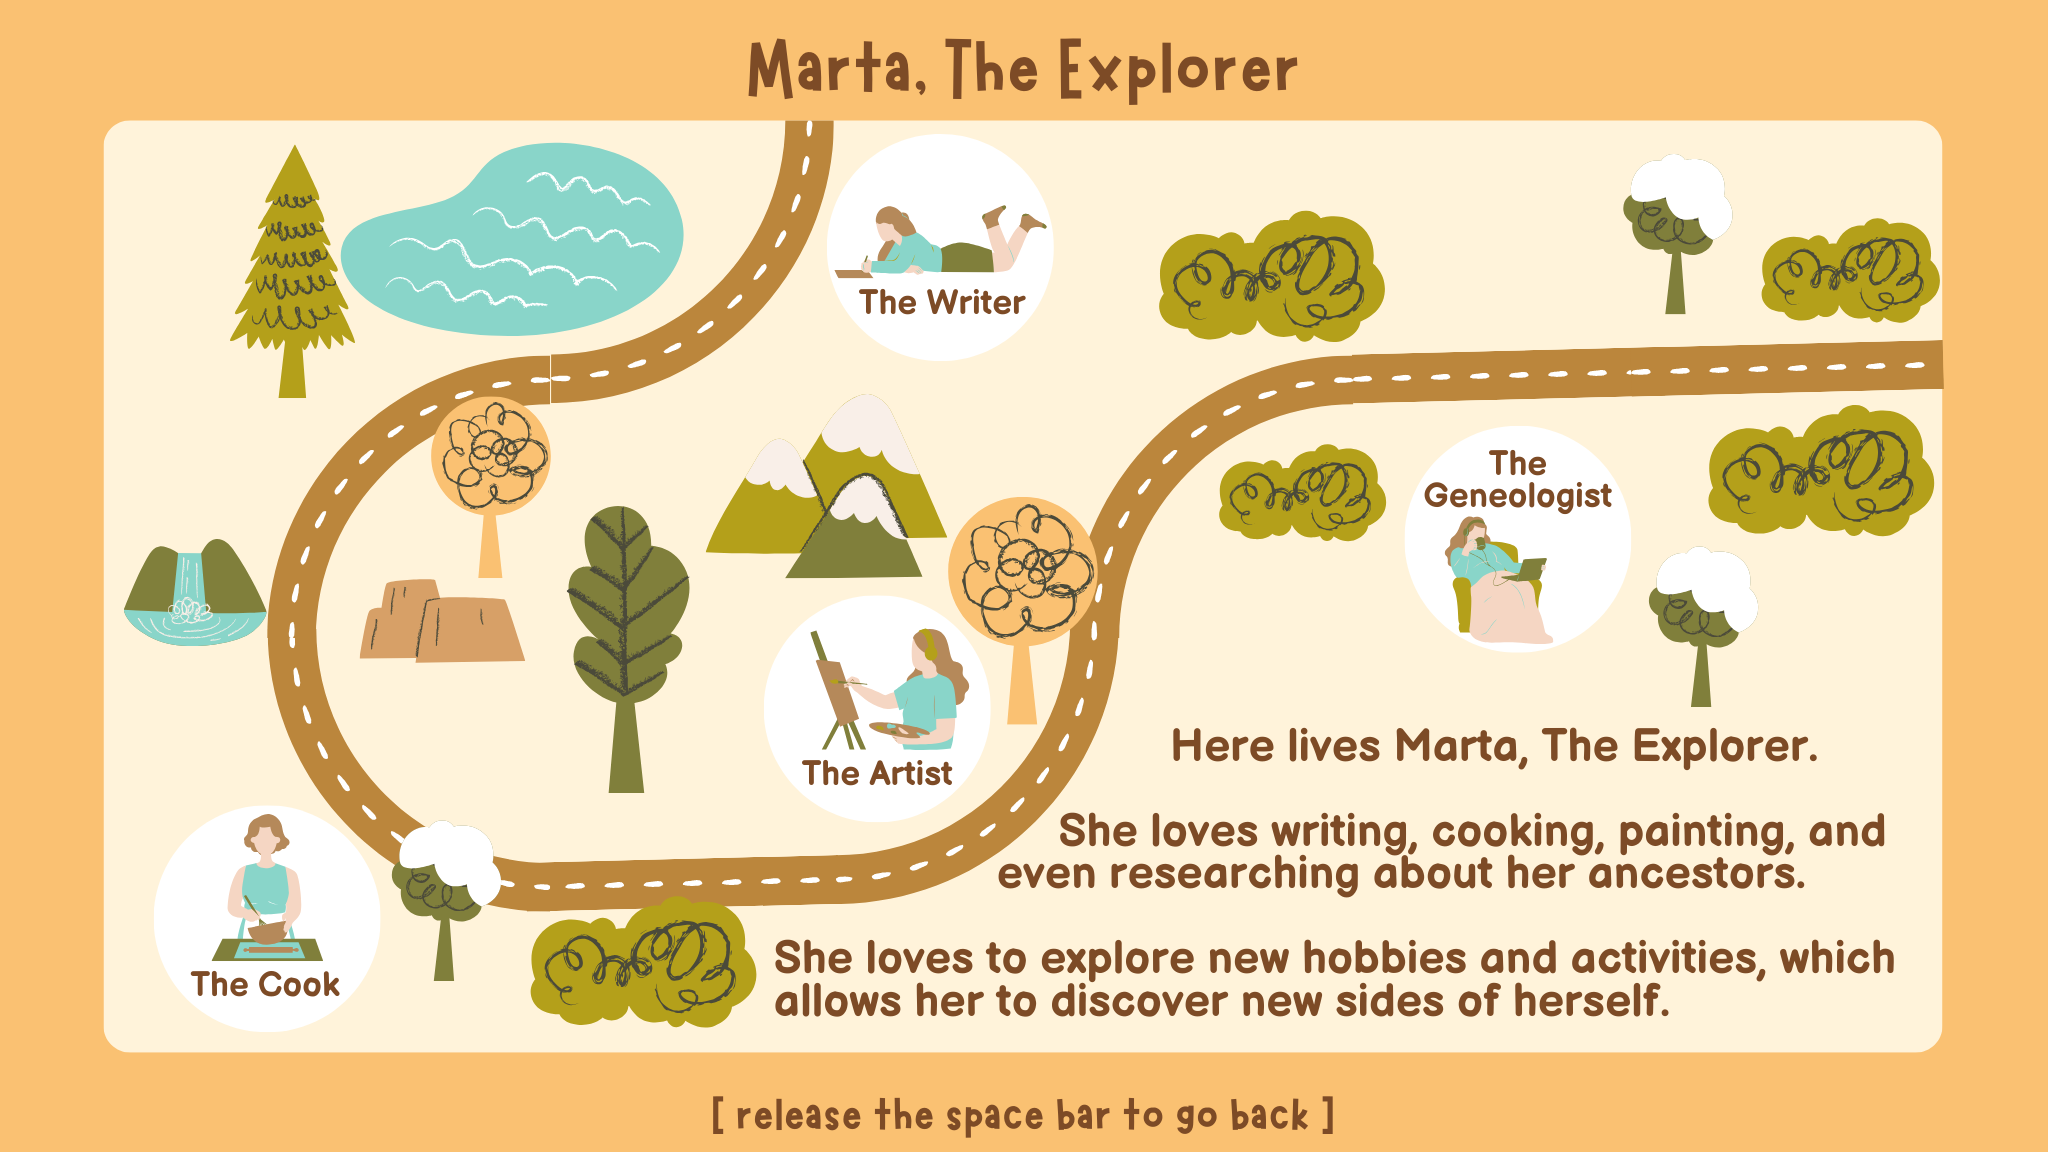 Marta, The Explorer
The Writer
The
Geneologist
The Artist
The Cook
Here lives Marta, The Explorer.
She loves writing, cooking, painting, and
even researching about her ancestors.
She loves to explore new hobbies and activities, which
allows her to discover new sides of herself.
[ release the space bar to go back ]